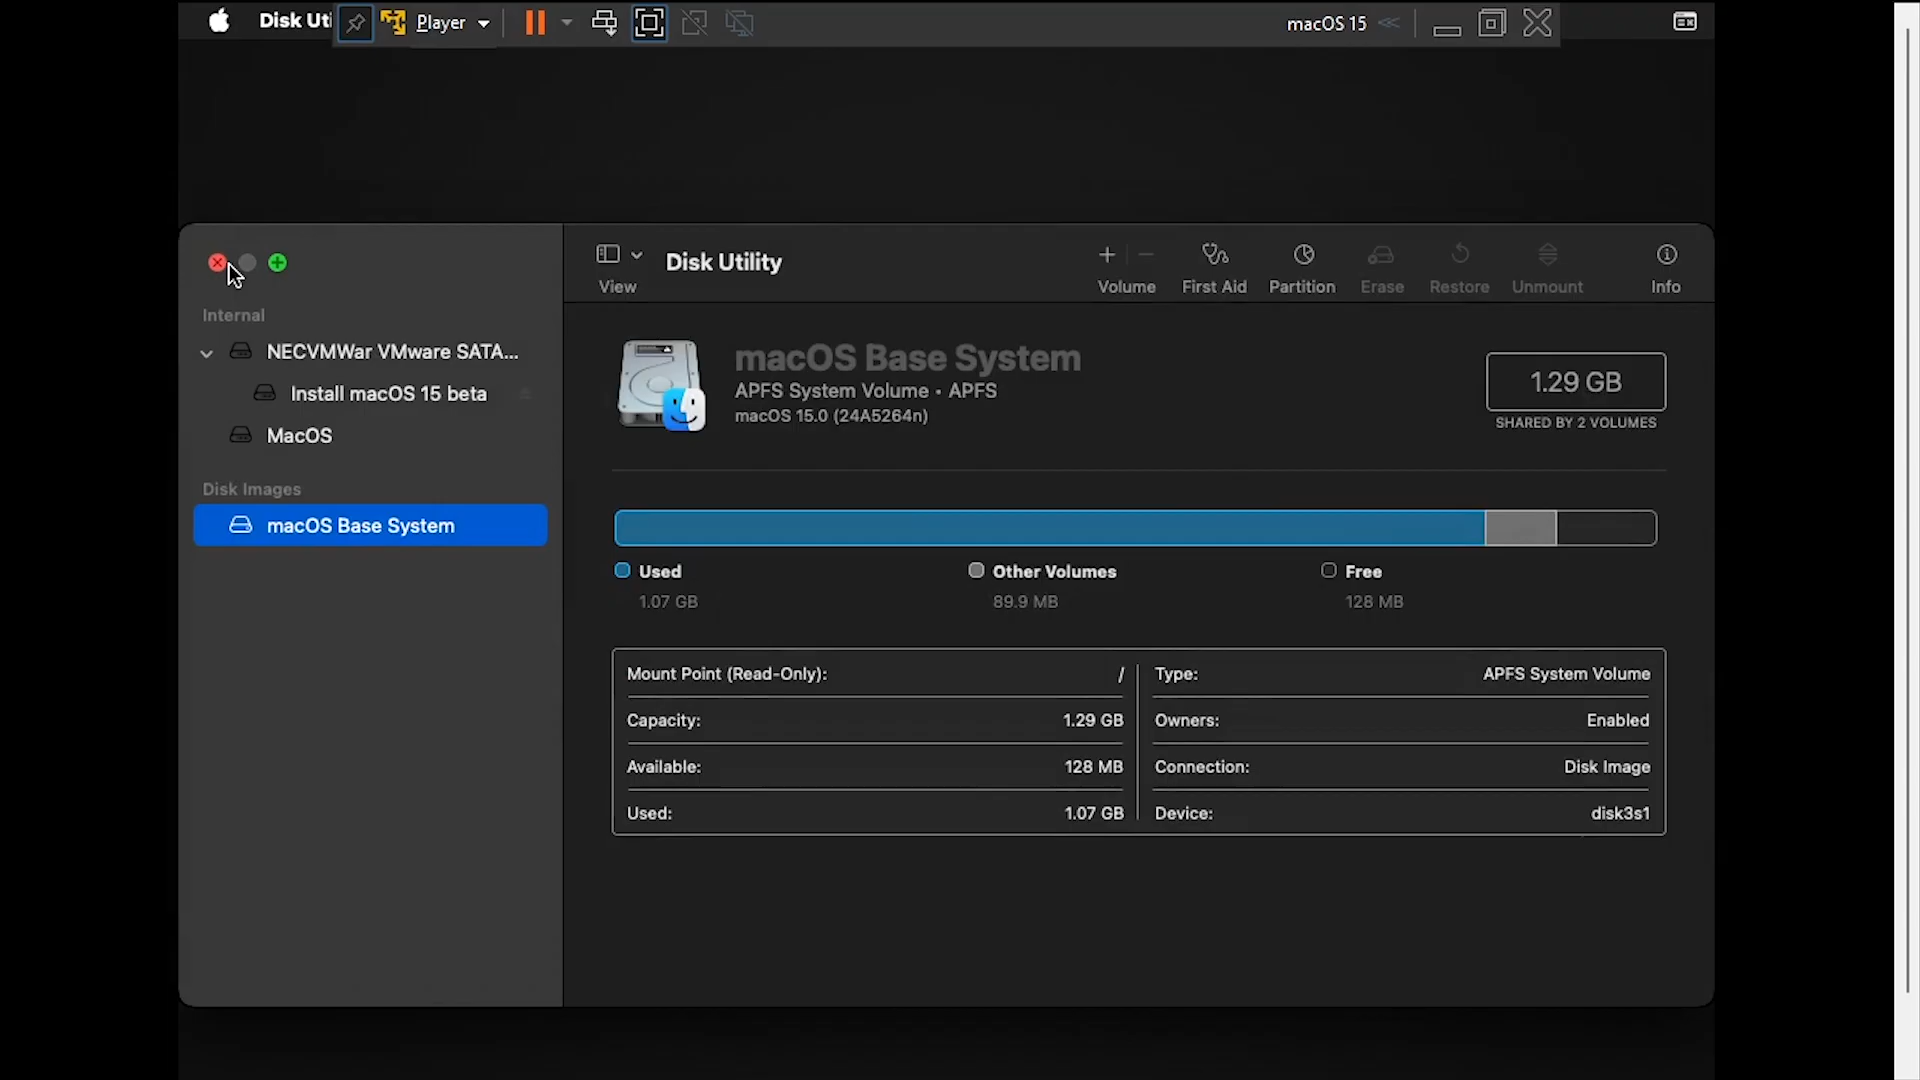 Disk Uti
Player
macOS 15
Disk Utility
View
Volume
First Aid
Partition
Erase
Restore
Unmount
Info
Internal
NECVMWar VMware SATA...
Install macOS 15 beta
MacOS
Disk Images
macOS Base System
macOS Base System
APFS System Volume • APFS
macOS 15.0 (24A5264n)
1.29 GB
SHARED BY 2 VOLUMES
Used
1.07 GB
Other Volumes
89.9 MB
Free
128 MB
Mount Point (Read-Only): /
Capacity: 1.29 GB
Available: 128 MB
Used: 1.07 GB
Type: APFS System Volume
Owners: Enabled
Connection: Disk Image
Device: disk3s1